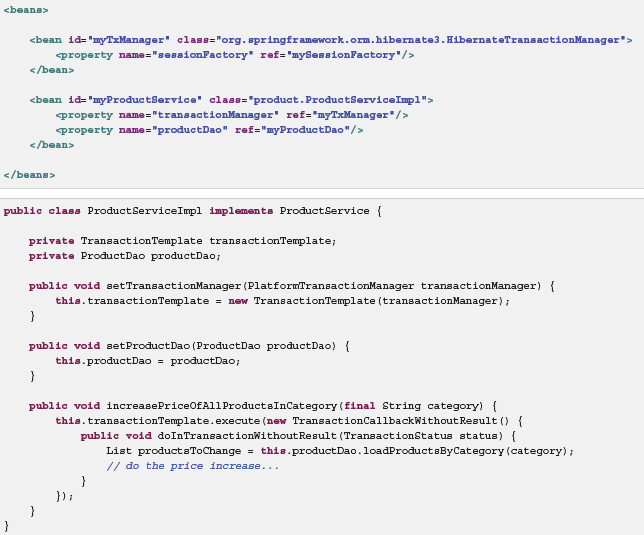 <beans>
<bean id="myTxManager" class="org.springframework.orm.hibernate3.HibernateTransactionManager">
<property name="sessionFactory" ref="mySessionFactory"/>
</bean>
<bean id="myProductService" class="product.ProductServiceImpl">
<property name="transactionManager" ref="myTxManager"/>
<property name="productDao" ref="myProductDao"/>
</bean>
</beans>
public class ProductServiceImpl implements ProductService {
private TransactionTemplate transactionTemplate;
private ProductDao productDao;
public void setTransactionManager(PlatformTransactionManager transactionManager) {
this.transactionTemplate = new TransactionTemplate(transactionManager);
}
public void setProductDao(ProductDao productDao) {
this.productDao = productDao;
}
public void increasePriceOfAllProductsInCategory(final String category) {
this.transactionTemplate.execute(new TransactionCallbackWithoutResult() {
public void doInTransactionWithoutResult(TransactionStatus status) {
List productsToChange = this.productDao.loadProductsByCategory(category);
// do the price increase...
}
});
}
}